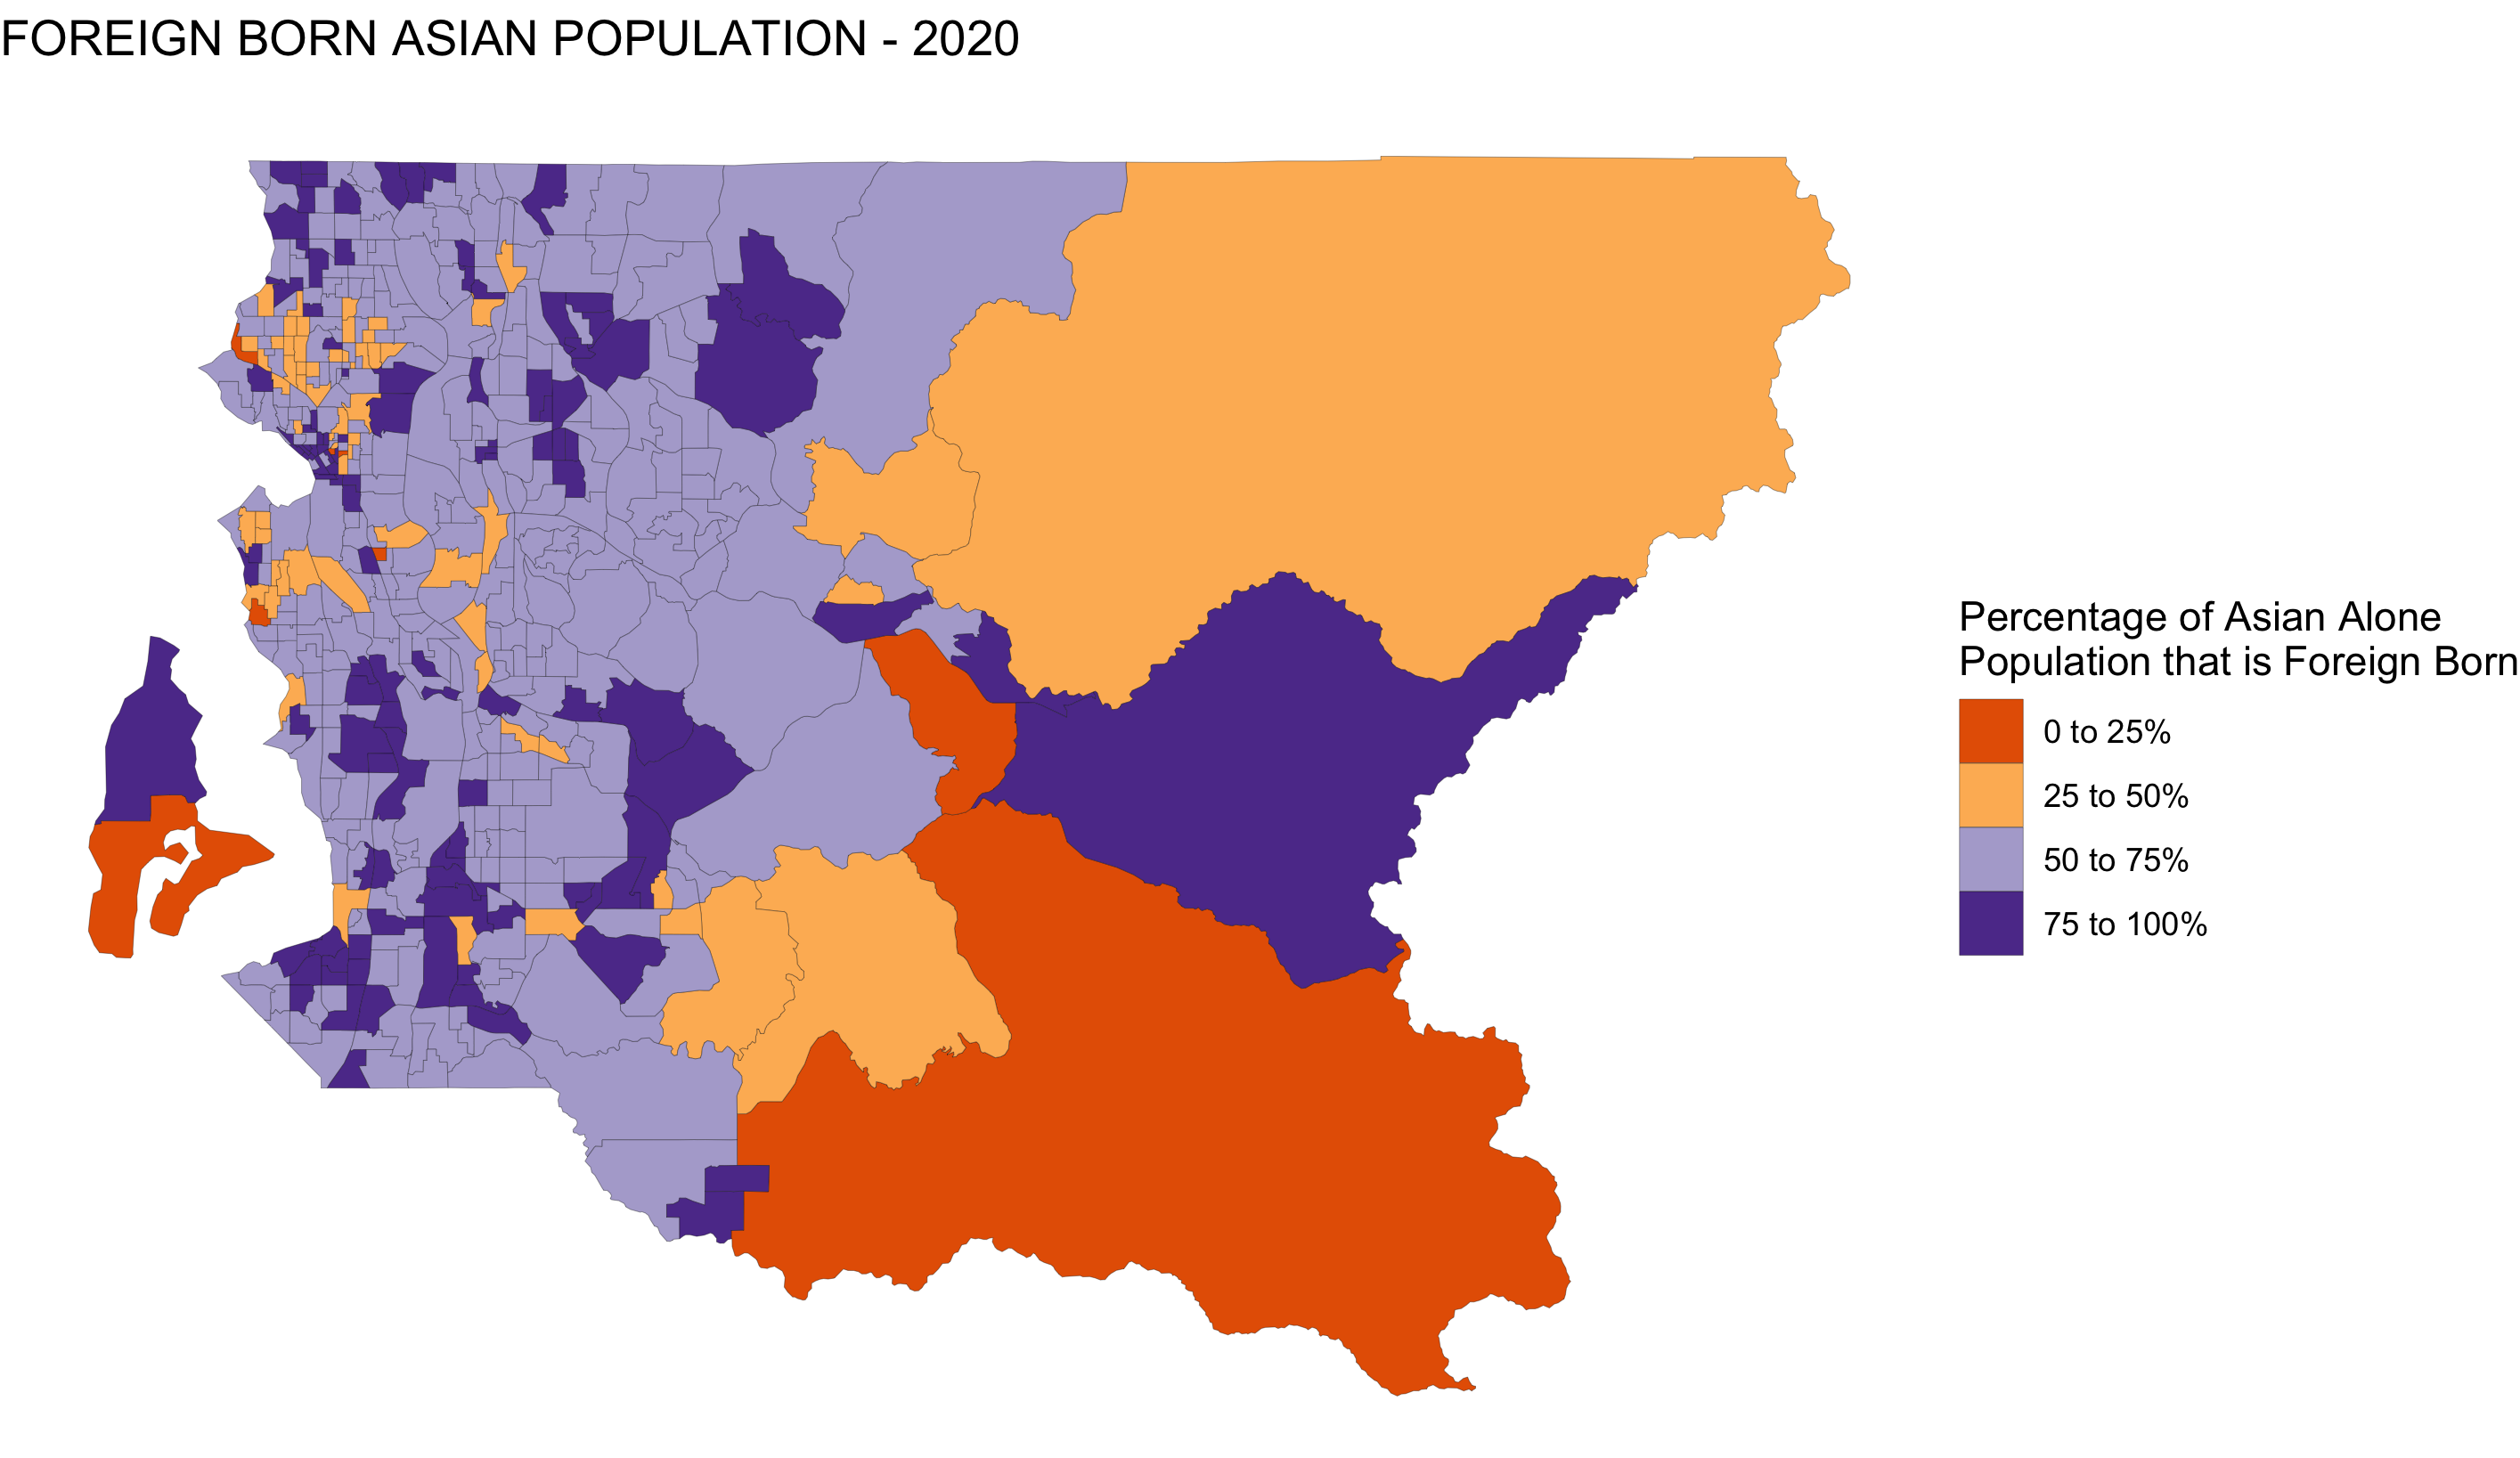 FOREIGN BORN ASIAN POPULATION - 2020
Percentage of Asian Alone
Population that is Foreign Born
0 to 25%
25 to 50%
50 to 75%
75 to 100%